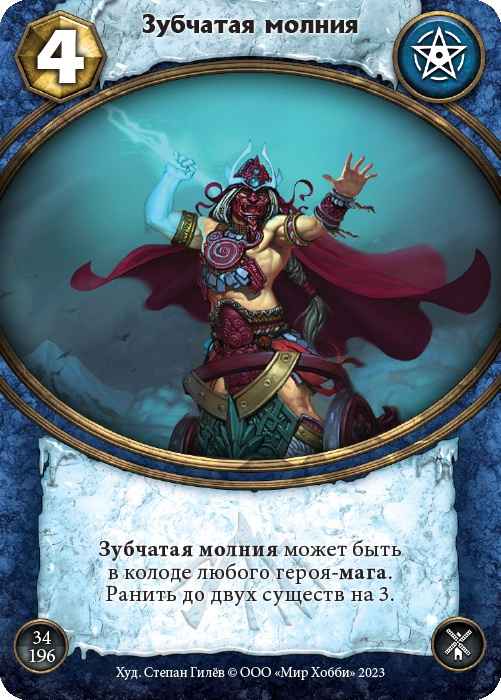 Зубчатая молния
4
Зубчатая молния может быть
в колоде любого героя-мага.
Ранить до двух существ на 3.
34
196
Худ. Степан Гилёв © ООО «Мир Хобби» 2023